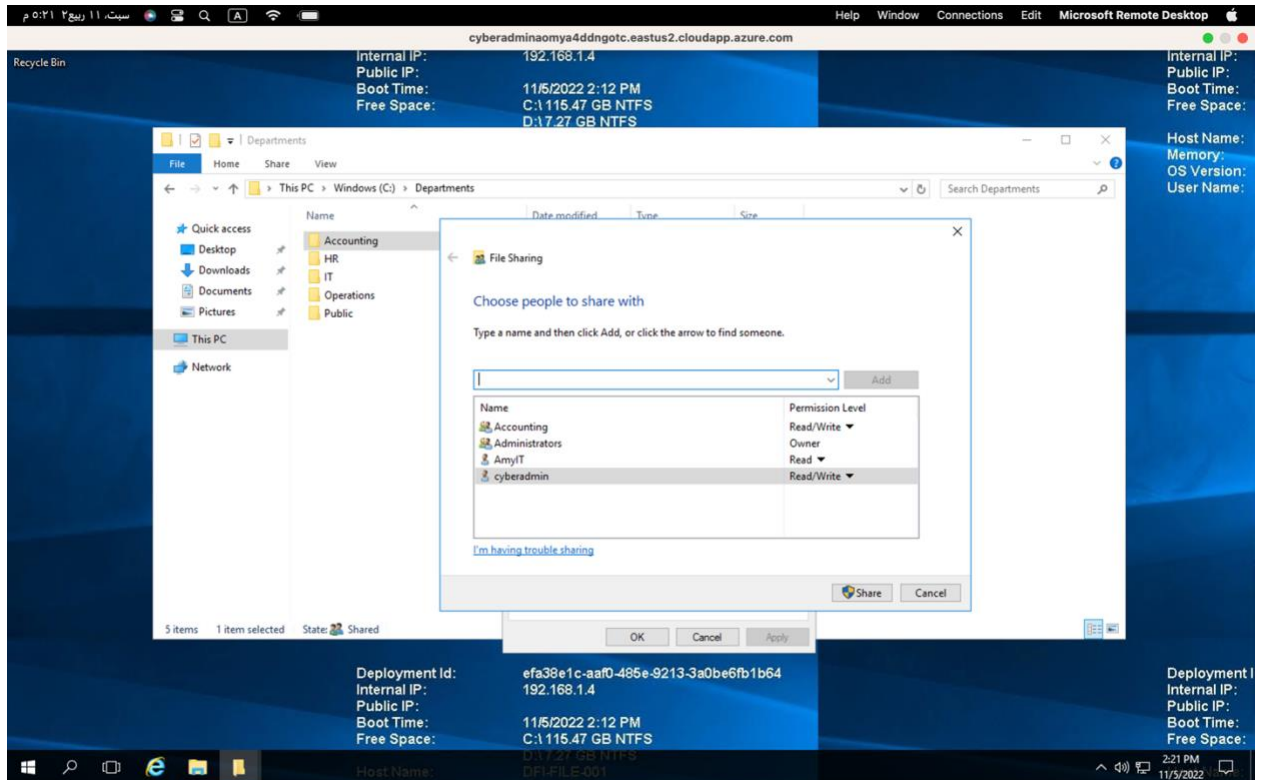 سبت، ١١ ربيع٢ ٥:٢١ م
A
Help Window Connections Edit Microsoft Remote Desktop
cyberadminaomya4ddngotc.eastus2.cloudapp.azure.com
Recycle Bin
Internal IP: 192.168.1.4
Public IP:
Boot Time: 11/5/2022 2:12 PM
Free Space: C:\ 115.47 GB NTFS
D:\ 7.27 GB NTFS
Internal IP:
Public IP:
Boot Time:
Free Space:
Host Name:
Memory:
OS Version:
User Name:
Departments
File Home Share View
This PC > Windows (C:) > Departments
Search Departments
Name Date modified Type Size
Quick access
Desktop
Downloads
Documents
Pictures
This PC
Network
Accounting
HR
IT
Operations
Public
File Sharing
Choose people to share with
Type a name and then click Add, or click the arrow to find someone.
Add
Name Permission Level
Accounting Read/Write
Administrators Owner
AmyIT Read
cyberadmin Read/Write
I'm having trouble sharing
Share Cancel
5 items 1 item selected State: Shared
OK Cancel Apply
Deployment Id: efa38e1c-aaf0-485e-9213-3a0be6fb1b64
Internal IP: 192.168.1.4
Public IP:
Boot Time: 11/5/2022 2:12 PM
Free Space: C:\ 115.47 GB NTFS
D:\ 7.27 GB NTFS
Host Name: DFI-FILE-001
Deployment I
Internal IP:
Public IP:
Boot Time:
Free Space:
2:21 PM
11/5/2022